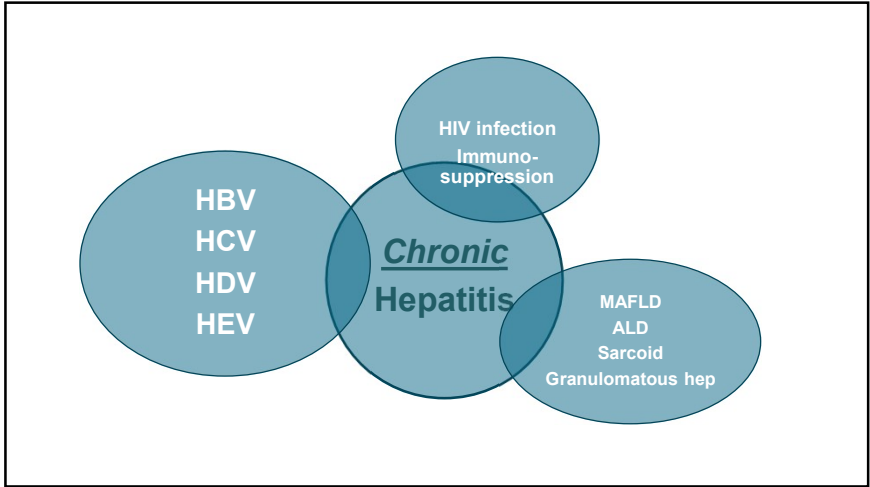 HIV infection
Immuno-
suppression
HBV
HCV
HDV
HEV
Chronic
Hepatitis
MAFLD
ALD
Sarcoid
Granulomatous hep